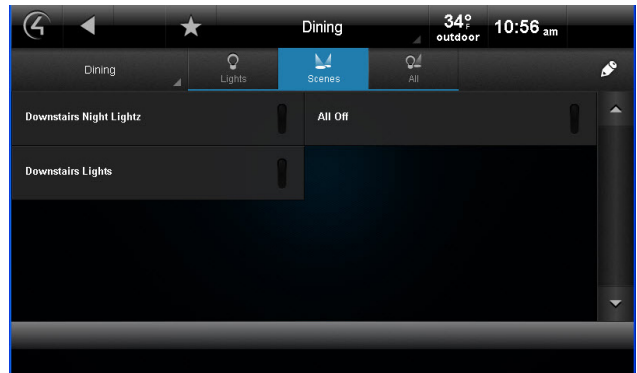 Dining
34°F
outdoor
10:56 am
Dining
Lights
Scenes
All
Downstairs Night Lightz
All Off
Downstairs Lights